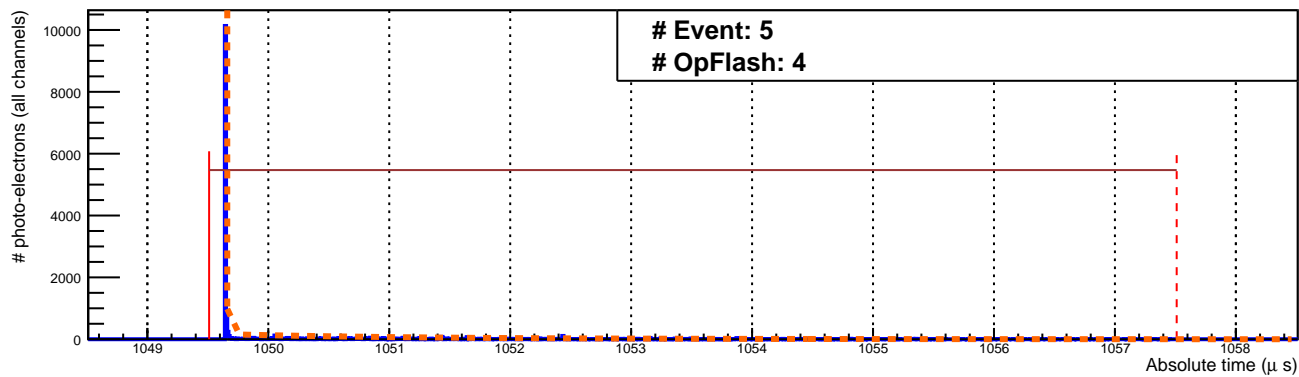 # Event: 5
# OpFlash: 4
# photo-electrons (all channels)
10000
8000
6000
4000
2000
0
1049 1050 1051 1052 1053 1054 1055 1056 1057 1058
Absolute time (μ s)